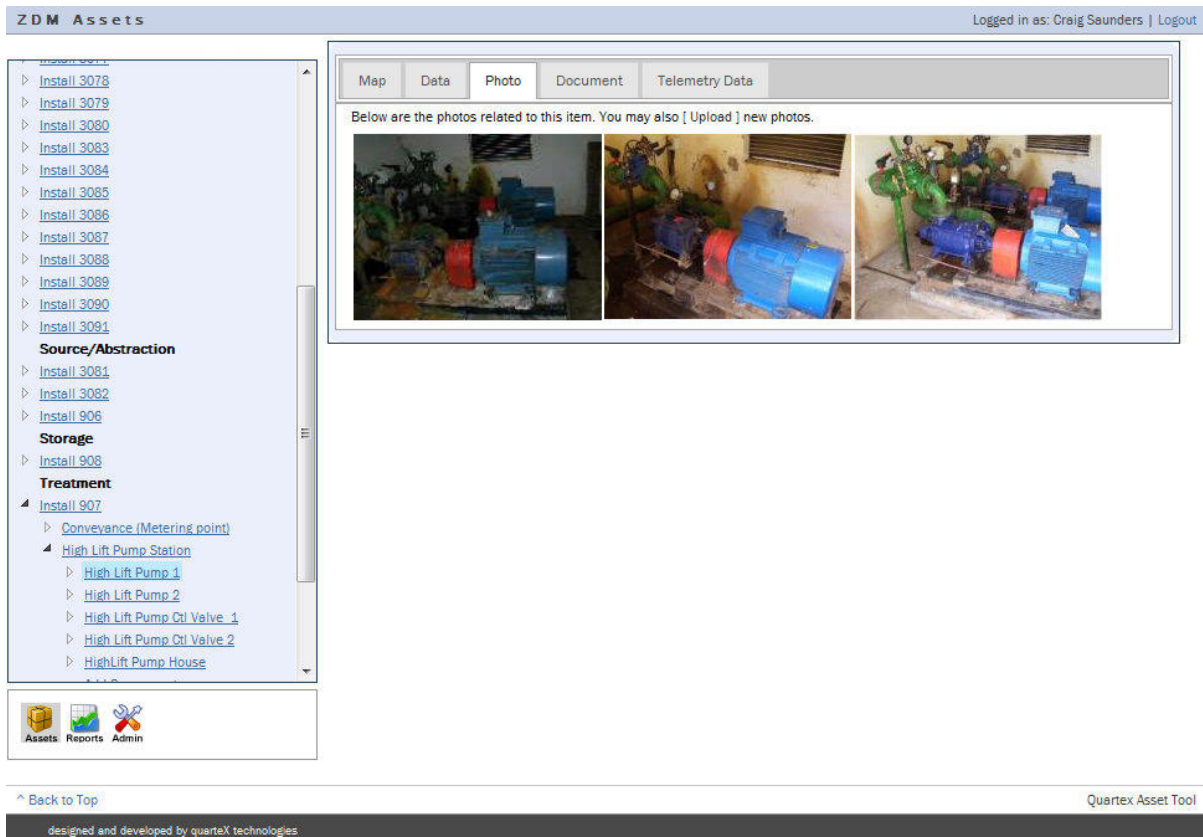 ZDM Assets
Logged in as: Craig Saunders | Logout
Install 3078
Install 3079
Install 3080
Install 3083
Install 3084
Install 3085
Install 3086
Install 3087
Install 3088
Install 3089
Install 3090
Install 3091
Source/Abstraction
Install 3081
Install 3082
Install 906
Storage
Install 908
Treatment
Install 907
Conveyance (Metering point)
High Lift Pump Station
High Lift Pump 1
High Lift Pump 2
High Lift Pump Ctl Valve 1
High Lift Pump Ctl Valve 2
HighLift Pump House
Map Data Photo Document Telemetry Data
Below are the photos related to this item. You may also [ Upload ] new photos.
Assets Reports Admin
^ Back to Top
Quartex Asset Tool
designed and developed by quarteX technologies